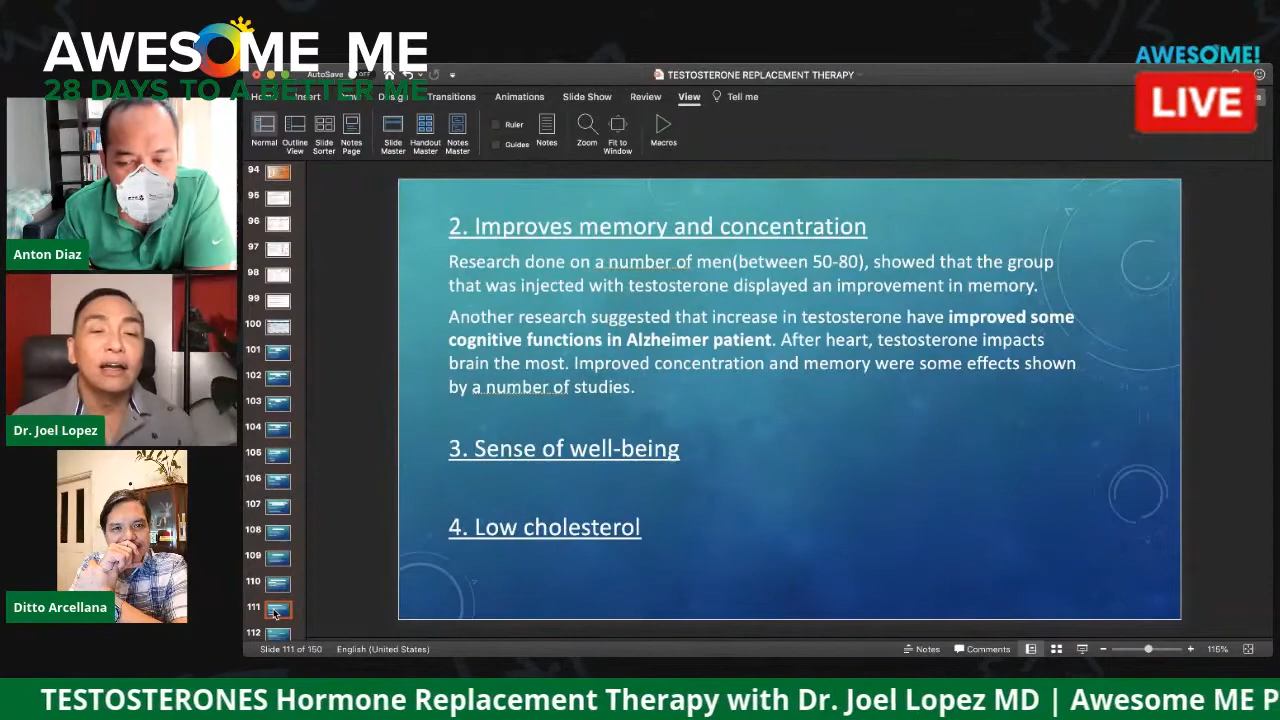 AWESOME ME
28 DAYS TO A BETTER ME
AWESOME!
LIVE
AutoSave OFF
TESTOSTERONE REPLACEMENT THERAPY
Insert
Transitions
Animations
Slide Show
Review
View
Tell me
Normal
Outline View
Slide Sorter
Notes Page
Slide Master
Handout Master
Notes Master
Ruler
Guides
Notes
Zoom
Fit to Window
Macros
94
95
96
97
98
99
100
101
102
103
104
105
106
107
108
109
110
111
112
2. Improves memory and concentration
Research done on a number of men(between 50-80), showed that the group
that was injected with testosterone displayed an improvement in memory.
Another research suggested that increase in testosterone have improved some
cognitive functions in Alzheimer patient. After heart, testosterone impacts
brain the most. Improved concentration and memory were some effects shown
by a number of studies.
3. Sense of well-being
4. Low cholesterol
Anton Diaz
Dr. Joel Lopez
Ditto Arcellana
Slide 111 of 150
English (United States)
Notes
Comments
115%
TESTOSTERONES Hormone Replacement Therapy with Dr. Joel Lopez MD | Awesome ME P